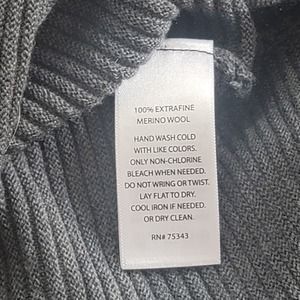 100% EXTRAFINE
MERINO WOOL
HAND WASH COLD
WITH LIKE COLORS.
ONLY NON-CHLORINE
BLEACH WHEN NEEDED.
DO NOT WRING OR TWIST.
LAY FLAT TO DRY.
COOL IRON IF NEEDED.
OR DRY CLEAN.
RN# 75343